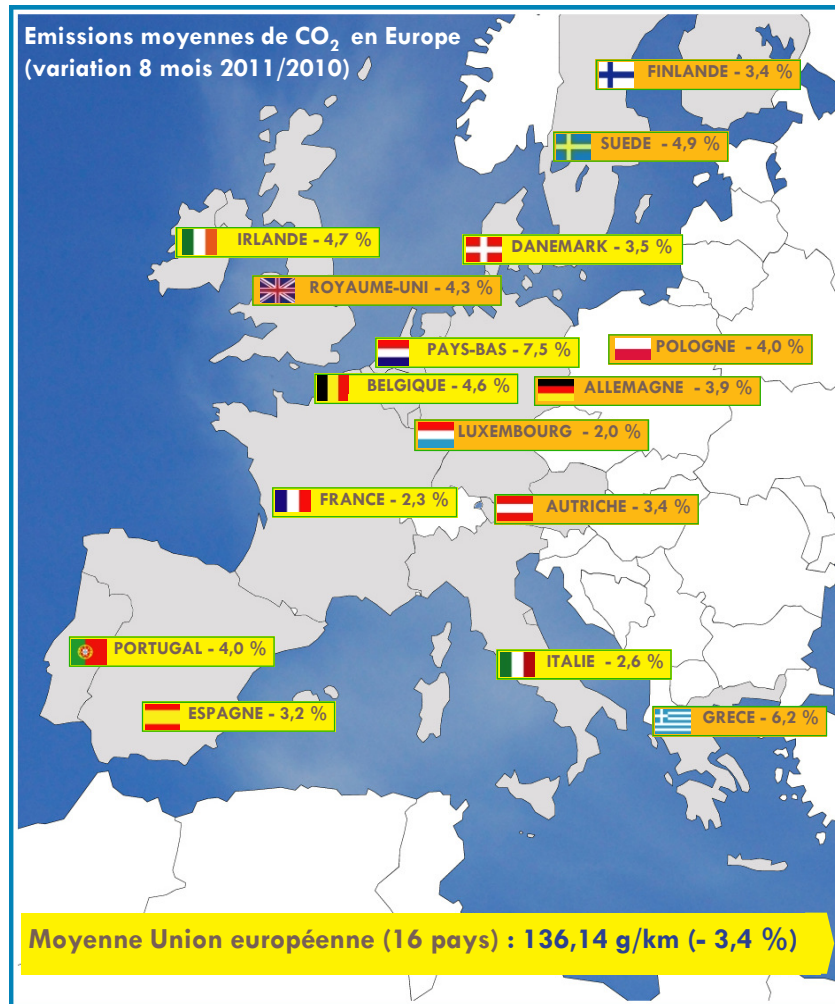 Emissions moyennes de CO₂ en Europe
(variation 8 mois 2011/2010)
FINLANDE - 3,4 %
SUEDE - 4,9 %
IRLANDE - 4,7 %
DANEMARK - 3,5 %
ROYAUME-UNI - 4,3 %
PAYS-BAS - 7,5 %
POLOGNE - 4,0 %
BELGIQUE - 4,6 %
ALLEMAGNE - 3,9 %
LUXEMBOURG - 2,0 %
FRANCE - 2,3 %
AUTRICHE - 3,4 %
PORTUGAL - 4,0 %
ITALIE - 2,6 %
ESPAGNE - 3,2 %
GRECE - 6,2 %
Moyenne Union européenne (16 pays) : 136,14 g/km (- 3,4 %)